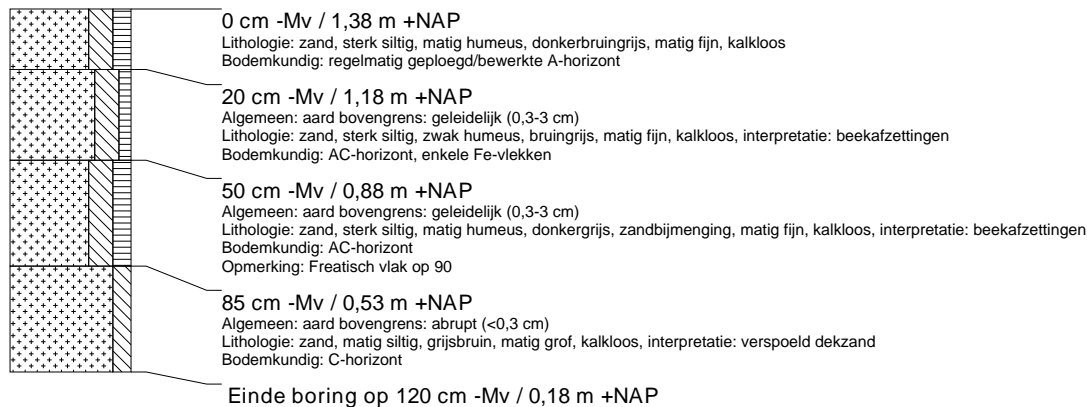 0 cm -Mv / 1,38 m +NAP
Lithologie: zand, sterk siltig, matig humeus, donkerbruingrijs, matig fijn, kalkloos
Bodemkundig: regelmatig geploegd/bewerkte A-horizont
20 cm -Mv / 1,18 m +NAP
Algemeen: aard bovengrens: geleidelijk (0,3-3 cm)
Lithologie: zand, sterk siltig, zwak humeus, bruingrijs, matig fijn, kalkloos, interpretatie: beekafzettingen
Bodemkundig: AC-horizont, enkele Fe-vlekken
50 cm -Mv / 0,88 m +NAP
Algemeen: aard bovengrens: geleidelijk (0,3-3 cm)
Lithologie: zand, sterk siltig, matig humeus, donkergrijs, zandbijmenging, matig fijn, kalkloos, interpretatie: beekafzettingen
Bodemkundig: AC-horizont
Opmerking: Freatisch vlak op 90
85 cm -Mv / 0,53 m +NAP
Algemeen: aard bovengrens: abrupt (<0,3 cm)
Lithologie: zand, matig siltig, grijsbruin, matig grof, kalkloos, interpretatie: verspoeld dekzand
Bodemkundig: C-horizont
Einde boring op 120 cm -Mv / 0,18 m +NAP